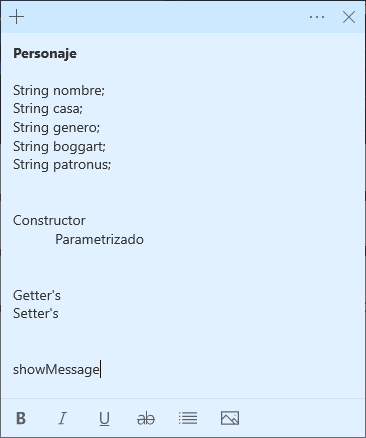 Personaje
String nombre;
String casa;
String genero;
String boggart;
String patronus;
Constructor
Parametrizado
Getter's
Setter's
showMessage
B I U ab